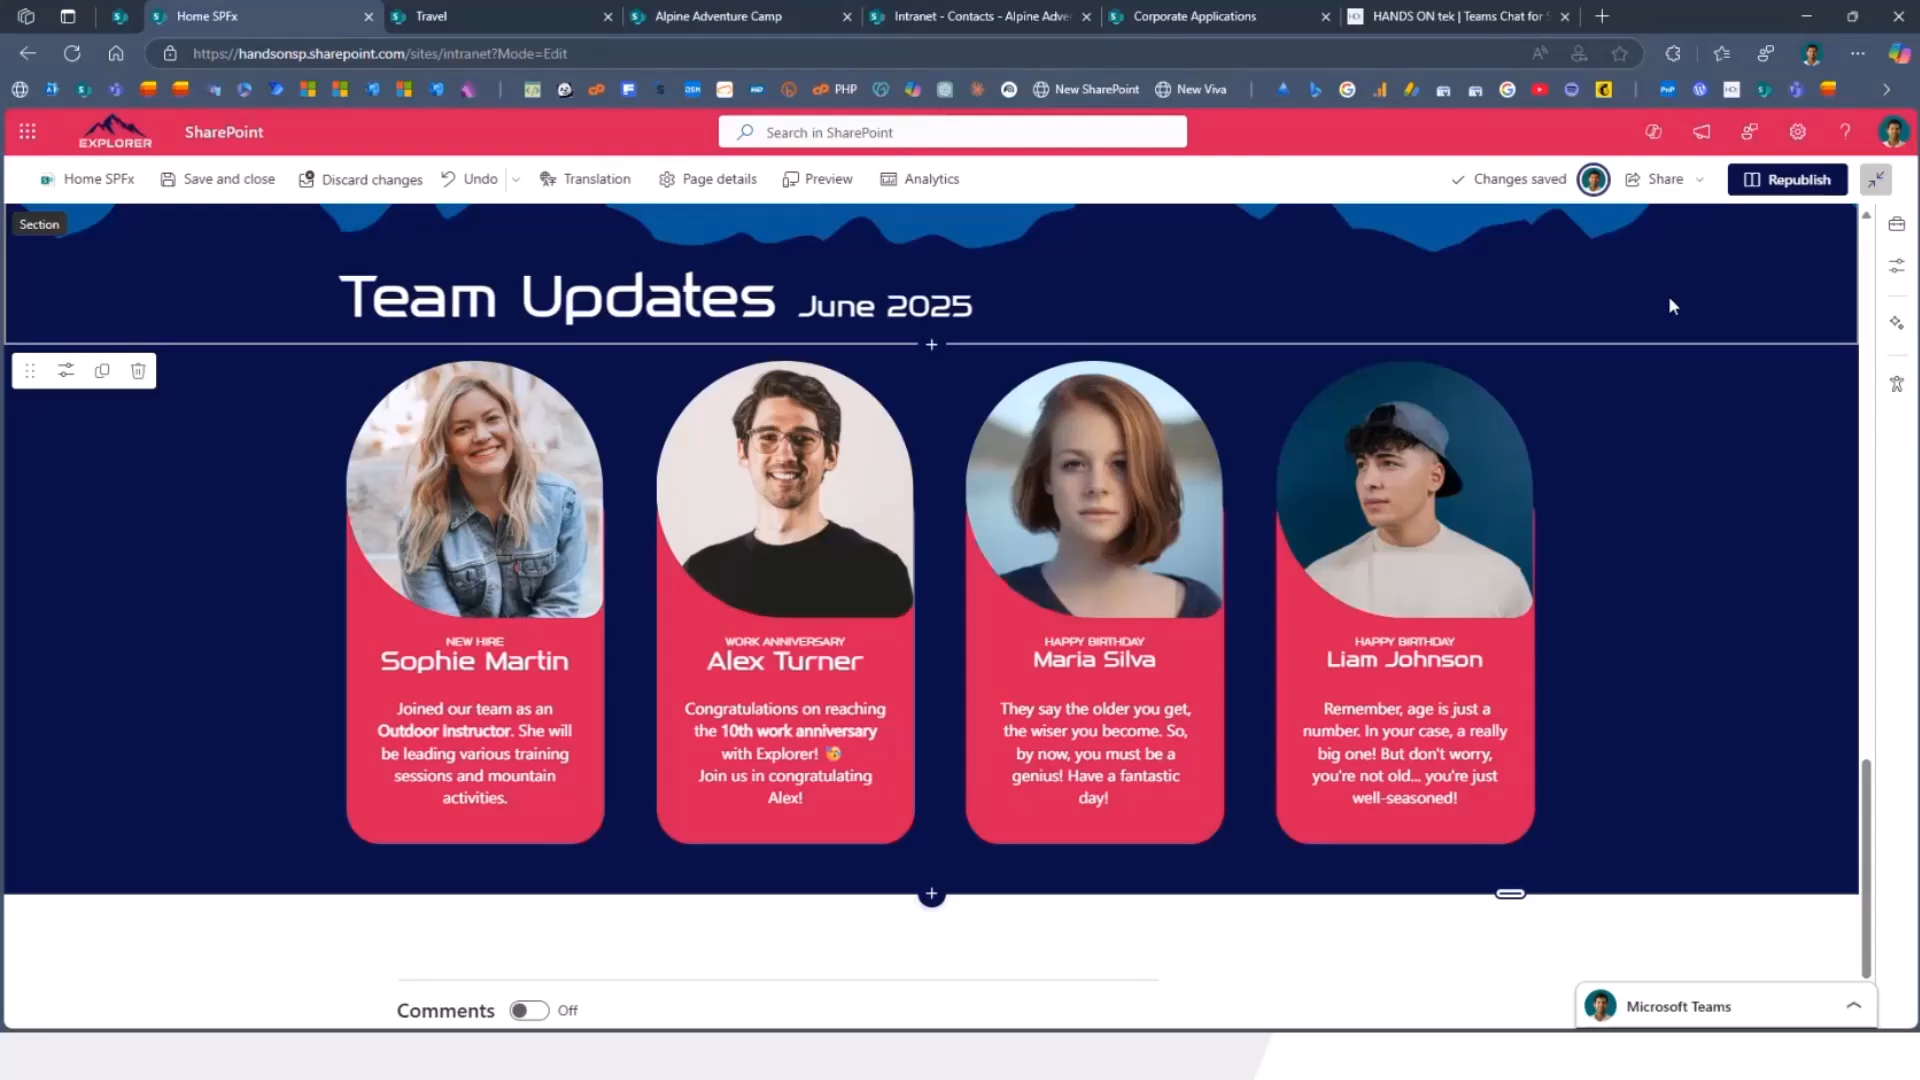 Home SPFx
Travel
Alpine Adventure Camp
Intranet - Contacts - Alpine Adve
Corporate Applications
HANDS ON tek | Teams Chat for S
https://handsonsp.sharepoint.com/sites/intranet?Mode=Edit
PHP
New SharePoint
New Viva
EXPLORER
SharePoint
Search in SharePoint
Home SPFx
Save and close
Discard changes
Undo
Translation
Page details
Preview
Analytics
Changes saved
Share
Republish
Section
Team Updates June 2025
NEW HIRE
Sophie Martin
Joined our team as an
Outdoor Instructor. She will
be leading various training
sessions and mountain
activities.
WORK ANNIVERSARY
Alex Turner
Congratulations on reaching
the 10th work anniversary
with Explorer! 🥳
Join us in congratulating
Alex!
HAPPY BIRTHDAY
Maria Silva
They say the older you get,
the wiser you become. So,
by now, you must be a
genius! Have a fantastic
day!
HAPPY BIRTHDAY
Liam Johnson
Remember, age is just a
number. In your case, a really
big one! But don't worry,
you're not old... you're just
well-seasoned!
Comments
Off
Microsoft Teams